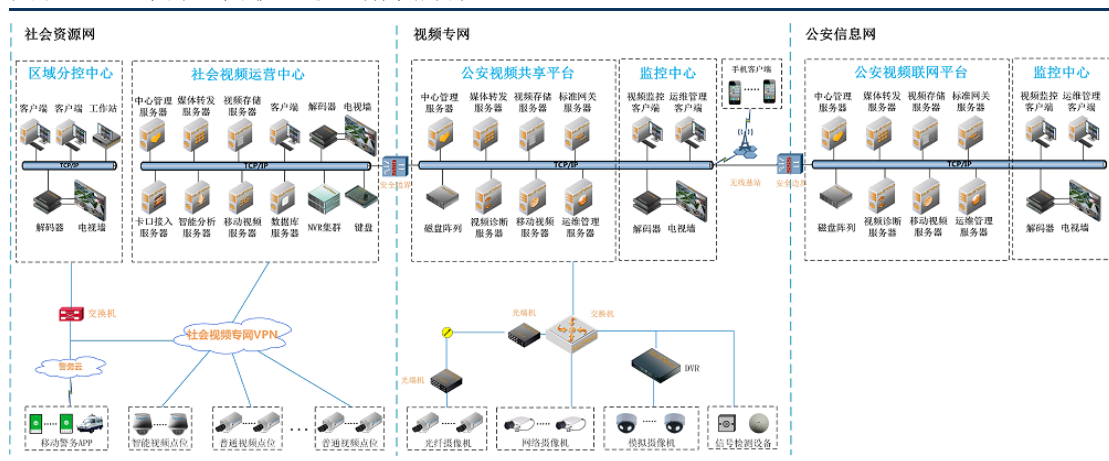 社会资源网
视频专网
公安信息网
区域分控中心
社会视频运营中心
公安视频共享平台
监控中心
手机客户端
公安视频联网平台
监控中心
客户端
客户端
工作站
中心管理
服务器
媒体转发
服务器
视频存储
服务器
客户端
解码器
电视墙
中心管理
服务器
媒体转发
服务器
视频存储
服务器
标准网关
服务器
视频监控
客户端
运维管理
客户端
中心管理
服务器
媒体转发
服务器
视频存储
服务器
标准网关
服务器
视频监控
客户端
运维管理
客户端
TCP/IP
TCP/IP
TCP/IP
TCP/IP
安全边界
无线基站
安全边界
解码器
电视墙
卡口接入
服务器
智能分析
服务器
移动视频
服务器
数据库
服务器
NVR集群
键盘
磁盘阵列
视频诊断
服务器
移动视频
服务器
运维管理
服务器
解码器
电视墙
磁盘阵列
视频诊断
服务器
移动视频
服务器
运维管理
服务器
解码器
电视墙
交换机
社会视频专网VPN
警务云
光端机
交换机
光端机
DVR
移动警务APP
智能视频点位
普通视频点位
普通视频点位
光纤摄像机
网络摄像机
模拟摄像机
信号检测设备